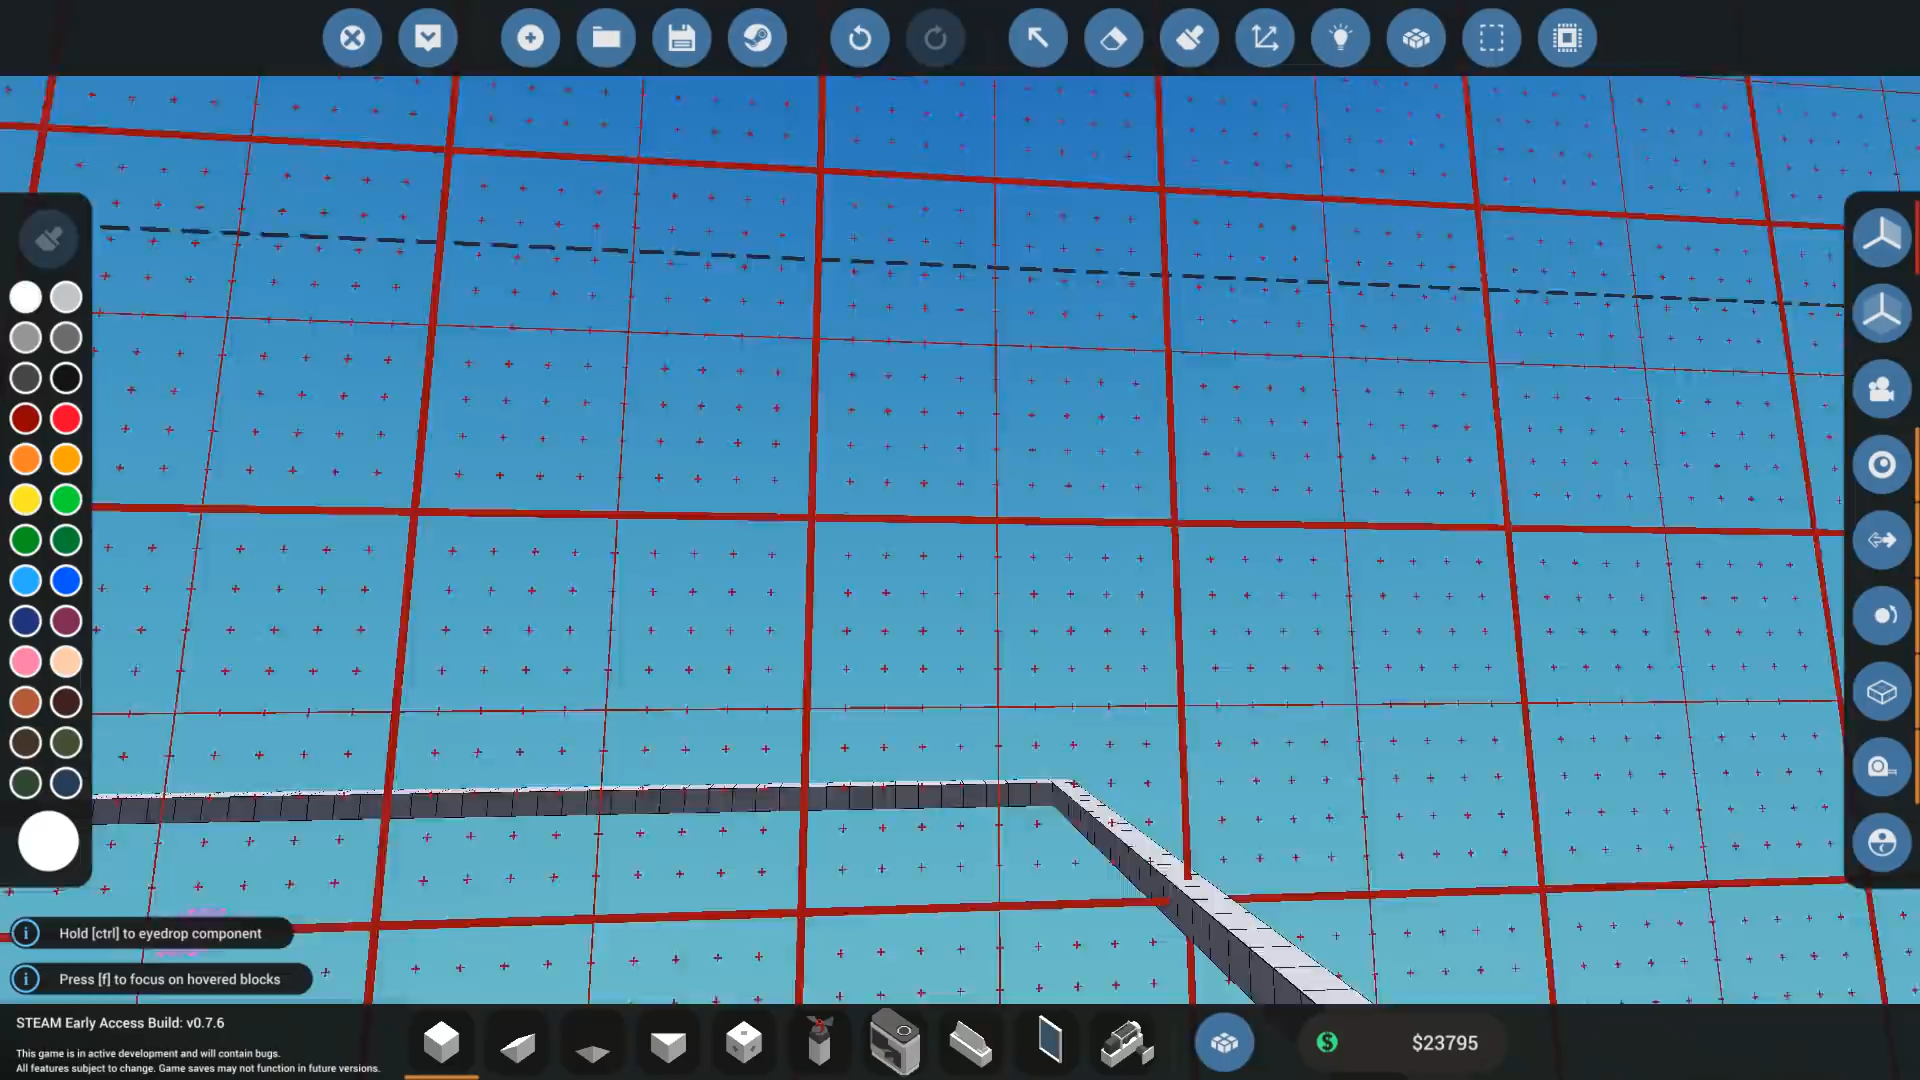 Hold [ctrl] to eyedrop component
Press [f] to focus on hovered blocks
STEAM Early Access Build: v0.7.6
This game is in active development and will contain bugs.
All features subject to change. Game saves may not function in future versions.
$23795